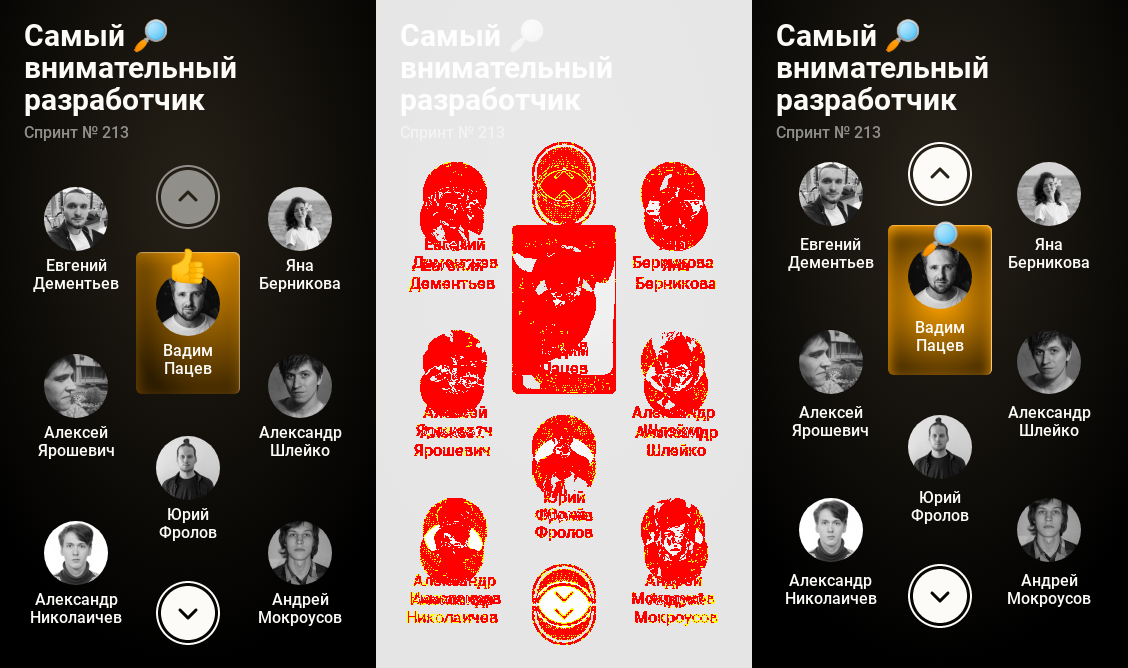 Самый 🔎
внимательный
разработчик
Спринт № 213
Евгений
Дементьев
Яна
Берникова
Вадим
Пацев
Алексей
Ярошевич
Александр
Шлейко
Юрий
Фролов
Александр
Николаичев
Андрей
Мокроусов
Самый 🔎
внимательный
разработчик
Спринт № 213
Евгений
Дементьев
Яна
Берникова
Пацев
Ярошевич
Шлейко
Юрий
Фролов
Александр
Николаичев
Андрей
Мокроусов
Самый 🔎
внимательный
разработчик
Спринт № 213
Евгений
Дементьев
Яна
Берникова
Вадим
Пацев
Алексей
Ярошевич
Александр
Шлейко
Юрий
Фролов
Александр
Николаичев
Андрей
Мокроусов